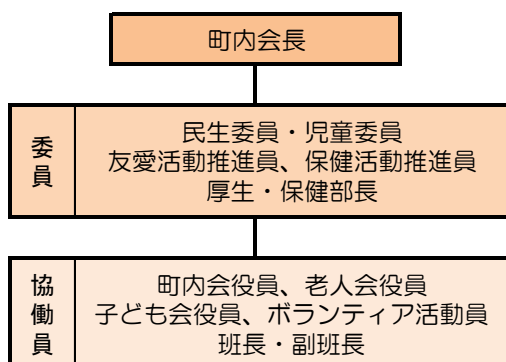 町内会長
委員
民生委員・児童委員
友愛活動推進員、保健活動推進員
厚生・保健部長
協働員
町内会役員、老人会役員
子ども会役員、ボランティア活動員
班長・副班長